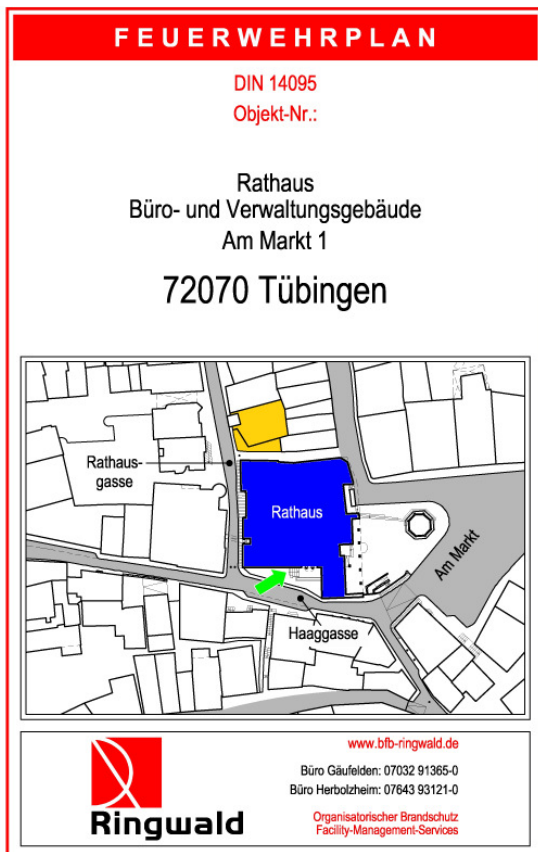 FEUERWEHRPLAN
DIN 14095
Objekt-Nr.:
Rathaus
Büro- und Verwaltungsgebäude
Am Markt 1
72070 Tübingen
Rathaus-
gasse
Rathaus
Am Markt
Haaggasse
www.bfb-ringwald.de
Büro Gäufelden: 07032 91365-0
Büro Herbolzheim: 07643 93121-0
Ringwald
Organisatorischer Brandschutz
Facility-Management-Services